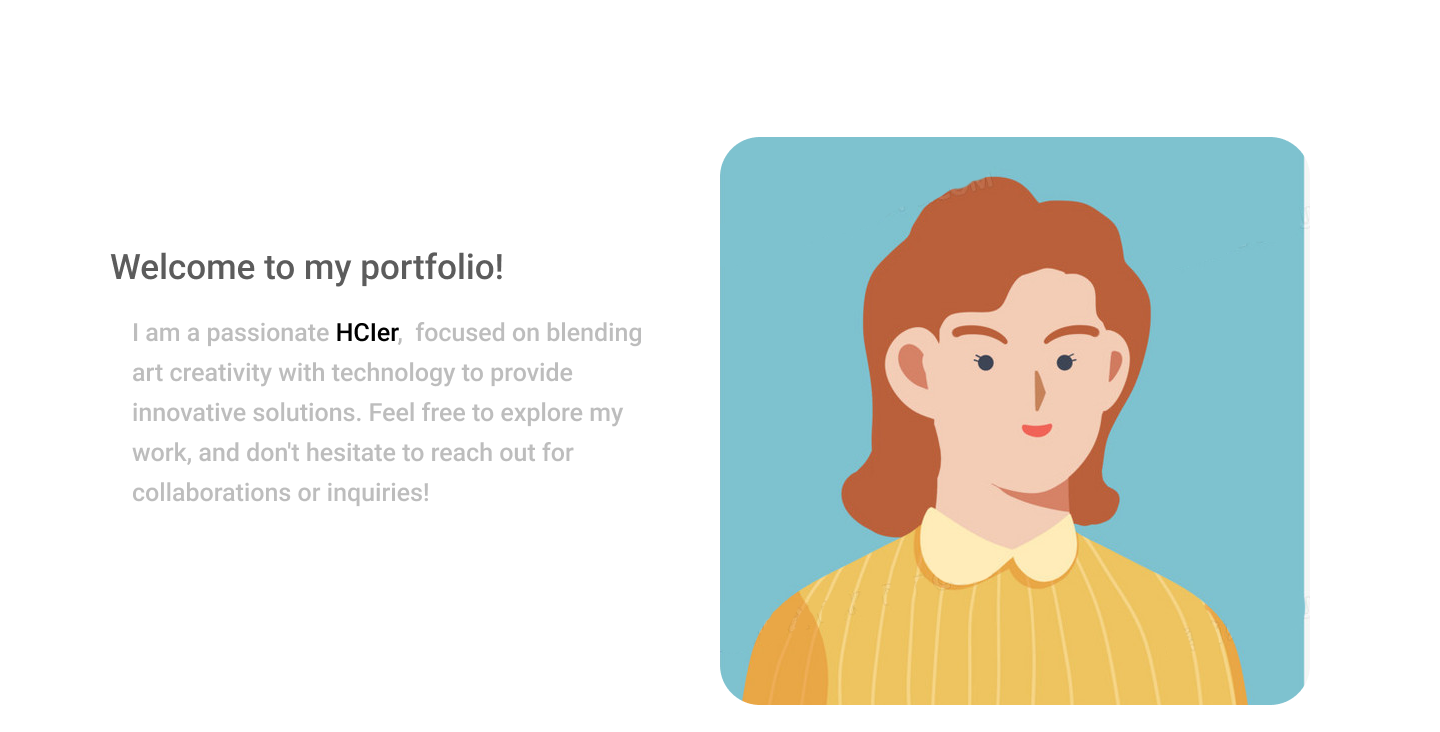 Welcome to my portfolio!
I am a passionate HCIer,  focused on blending
art creativity with technology to provide
innovative solutions. Feel free to explore my
work, and don't hesitate to reach out for
collaborations or inquiries!